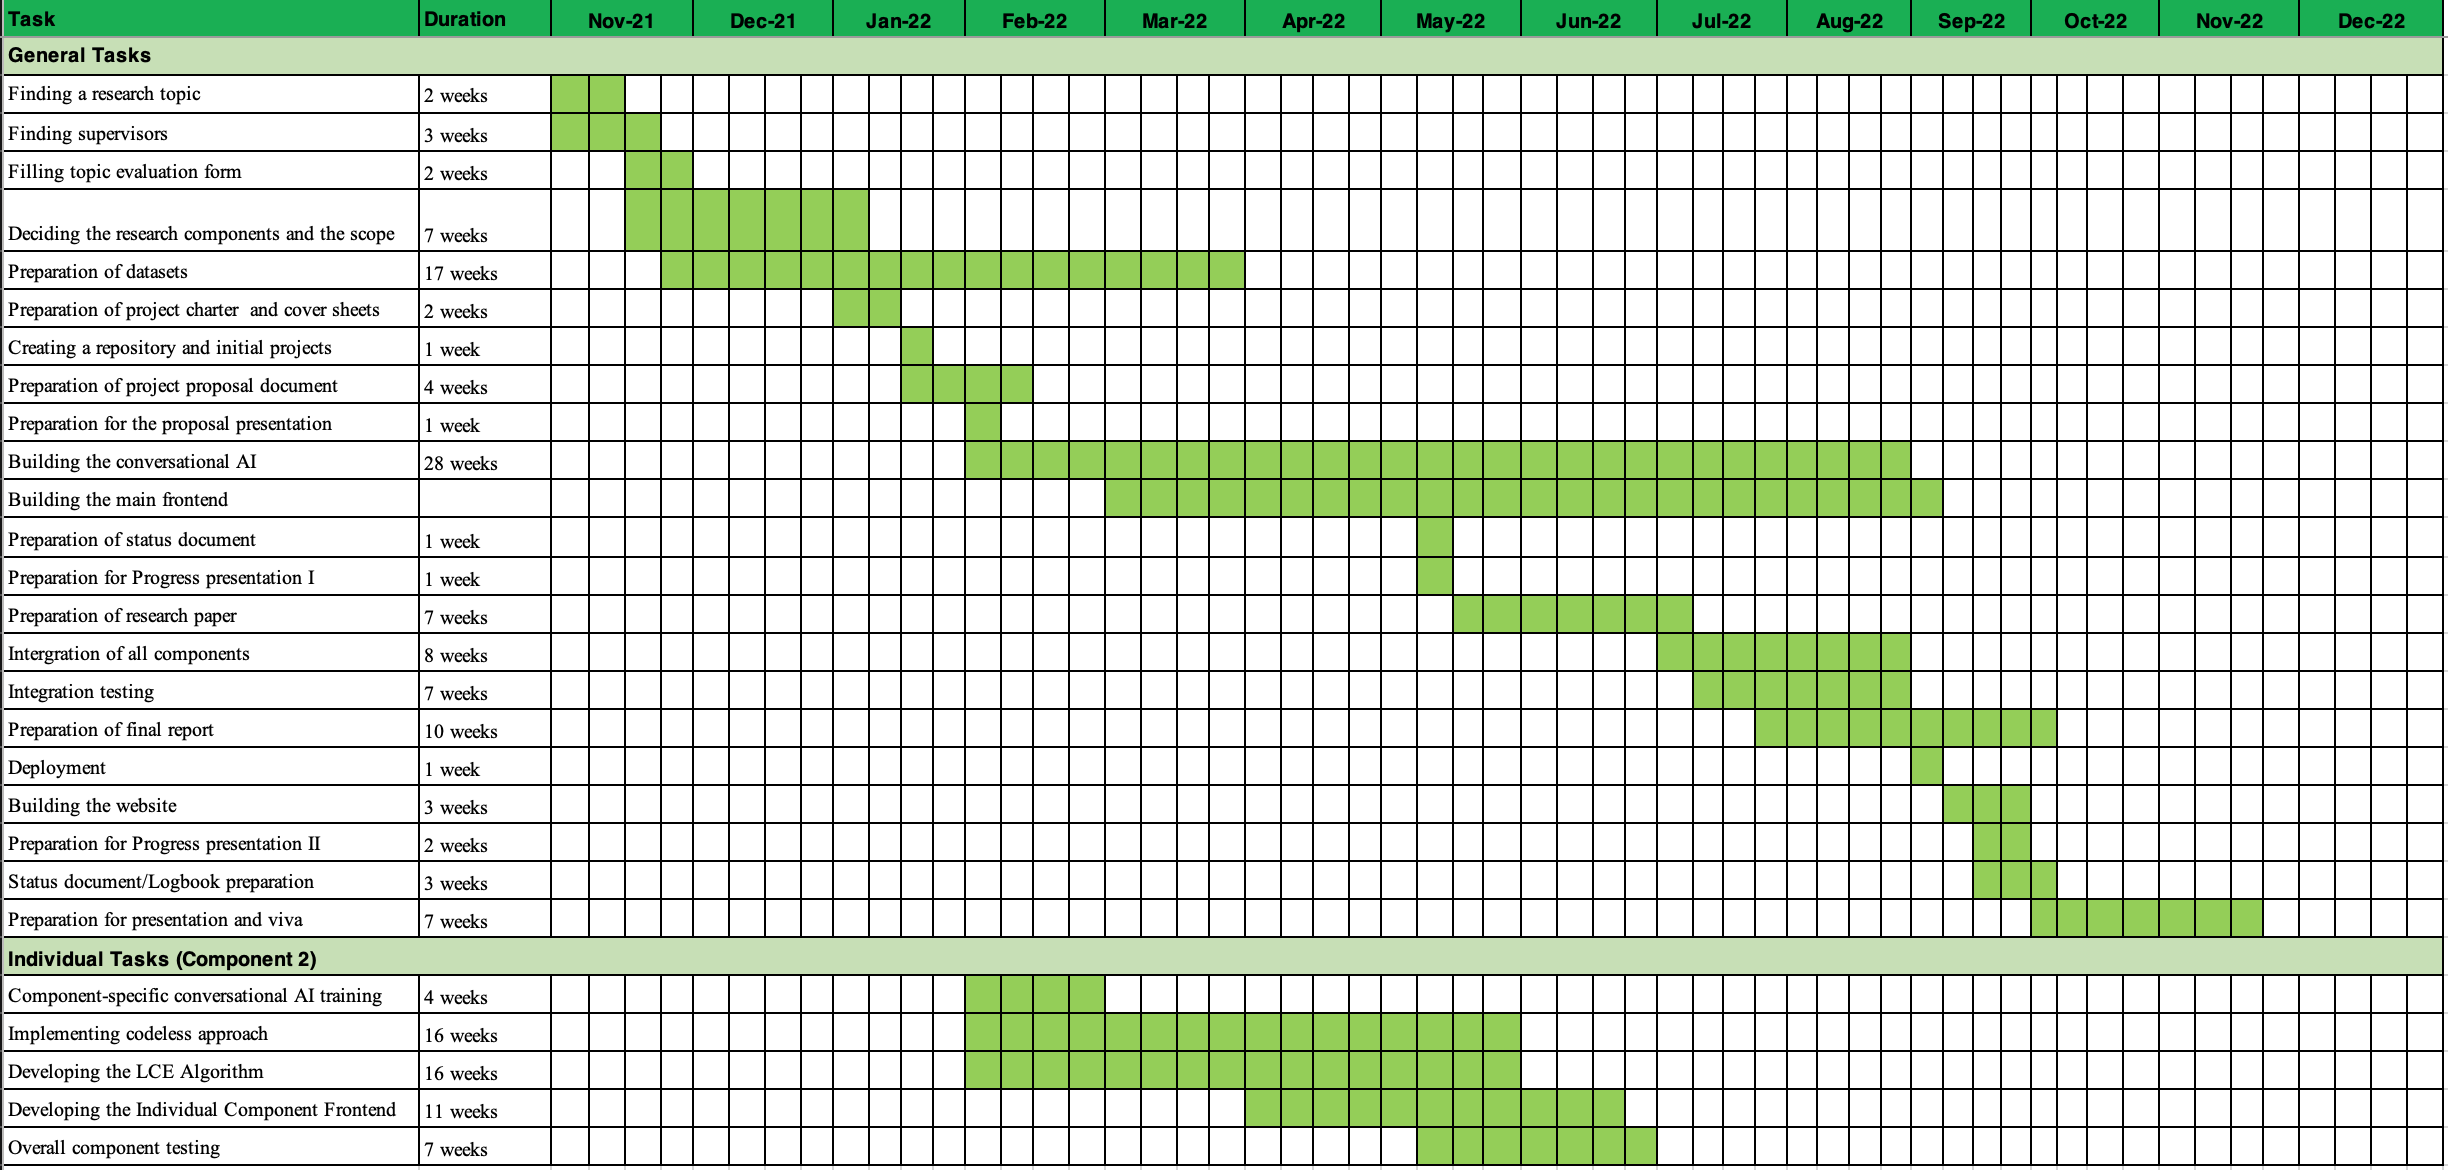 Task Duration Nov-21 Dec-21 Jan-22 Feb-22 Mar-22 Apr-22 May-22 Jun-22 Jul-22 Aug-22 Sep-22 Oct-22 Nov-22 Dec-22
General Tasks
Finding a research topic 2 weeks
Finding supervisors 3 weeks
Filling topic evaluation form 2 weeks
Deciding the research components and the scope 7 weeks
Preparation of datasets 17 weeks
Preparation of project charter  and cover sheets 2 weeks
Creating a repository and initial projects 1 week
Preparation of project proposal document 4 weeks
Preparation for the proposal presentation 1 week
Building the conversational AI 28 weeks
Building the main frontend
Preparation of status document 1 week
Preparation for Progress presentation I 1 week
Preparation of research paper 7 weeks
Intergration of all components 8 weeks
Integration testing 7 weeks
Preparation of final report 10 weeks
Deployment 1 week
Building the website 3 weeks
Preparation for Progress presentation II 2 weeks
Status document/Logbook preparation 3 weeks
Preparation for presentation and viva 7 weeks
Individual Tasks (Component 2)
Component-specific conversational AI training 4 weeks
Implementing codeless approach 16 weeks
Developing the LCE Algorithm 16 weeks
Developing the Individual Component Frontend 11 weeks
Overall component testing 7 weeks